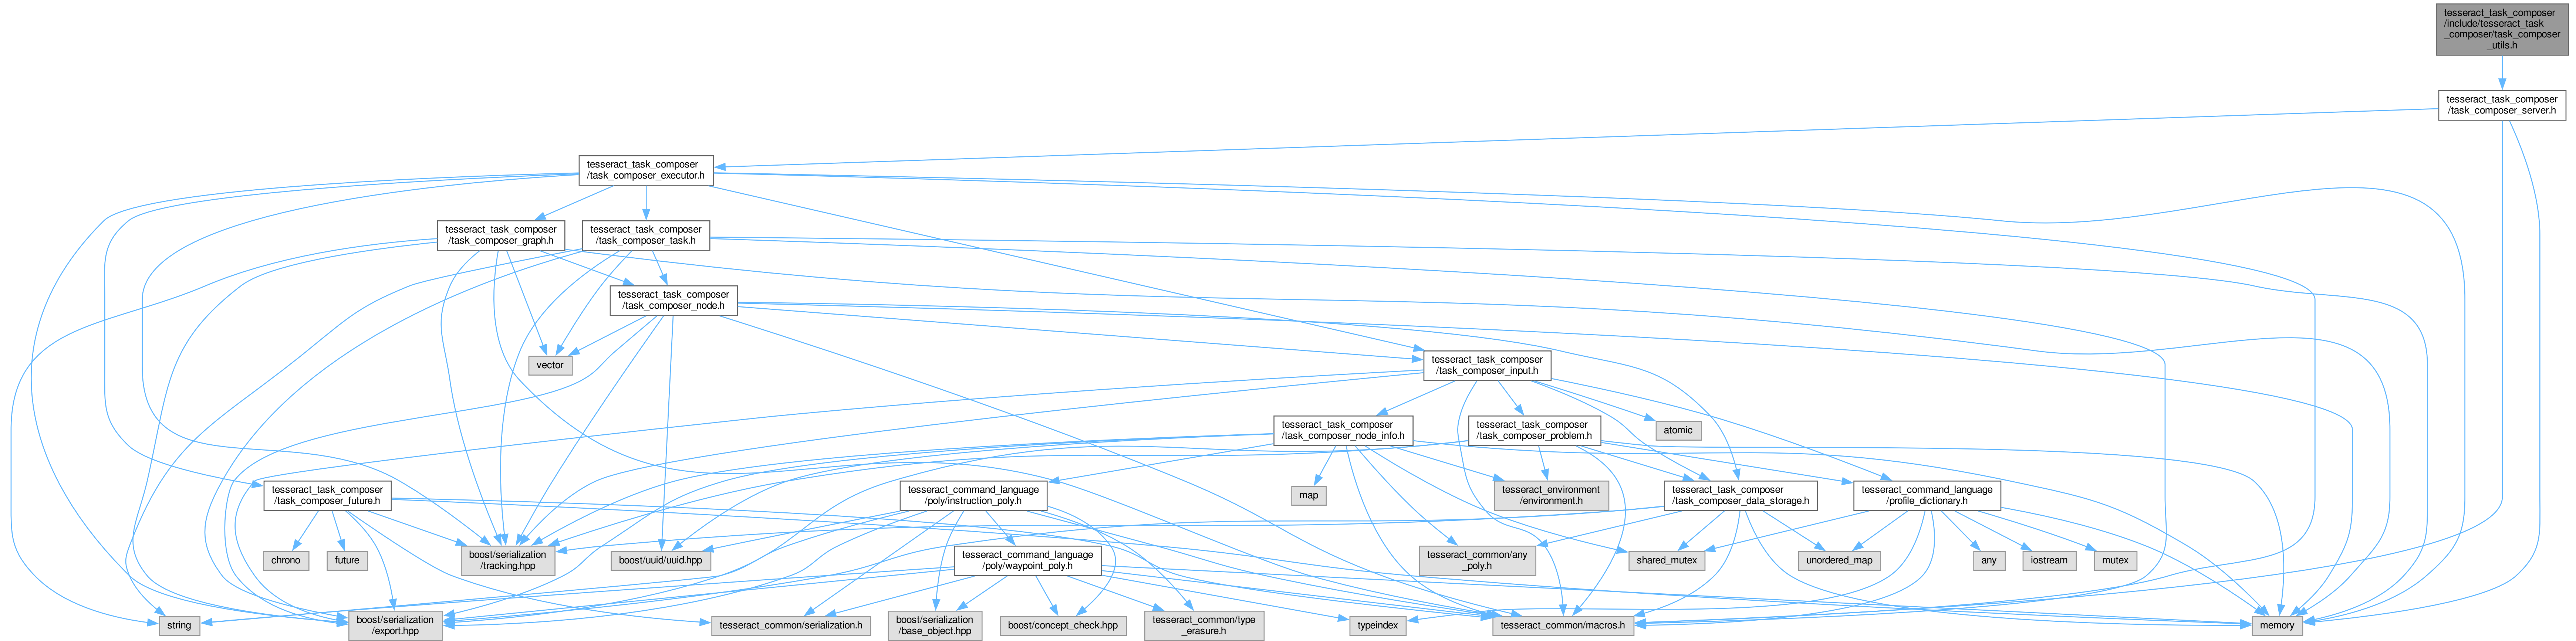 tesseract_task_composer
/include/tesseract_task
_composer/task_composer
_utils.h
tesseract_task_composer
/task_composer_server.h
tesseract_task_composer
/task_composer_executor.h
tesseract_task_composer
/task_composer_graph.h
tesseract_task_composer
/task_composer_task.h
tesseract_task_composer
/task_composer_node.h
vector
tesseract_task_composer
/task_composer_input.h
tesseract_task_composer
/task_composer_node_info.h
tesseract_task_composer
/task_composer_problem.h
atomic
tesseract_task_composer
/task_composer_future.h
tesseract_command_language
/poly/instruction_poly.h
map
tesseract_environment
/environment.h
tesseract_task_composer
/task_composer_data_storage.h
tesseract_command_language
/profile_dictionary.h
chrono
future
boost/serialization
/tracking.hpp
boost/uuid/uuid.hpp
tesseract_command_language
/poly/waypoint_poly.h
tesseract_common/any
_poly.h
shared_mutex
unordered_map
any
iostream
mutex
string
boost/serialization
/export.hpp
tesseract_common/serialization.h
boost/serialization
/base_object.hpp
boost/concept_check.hpp
tesseract_common/type
_erasure.h
typeindex
tesseract_common/macros.h
memory